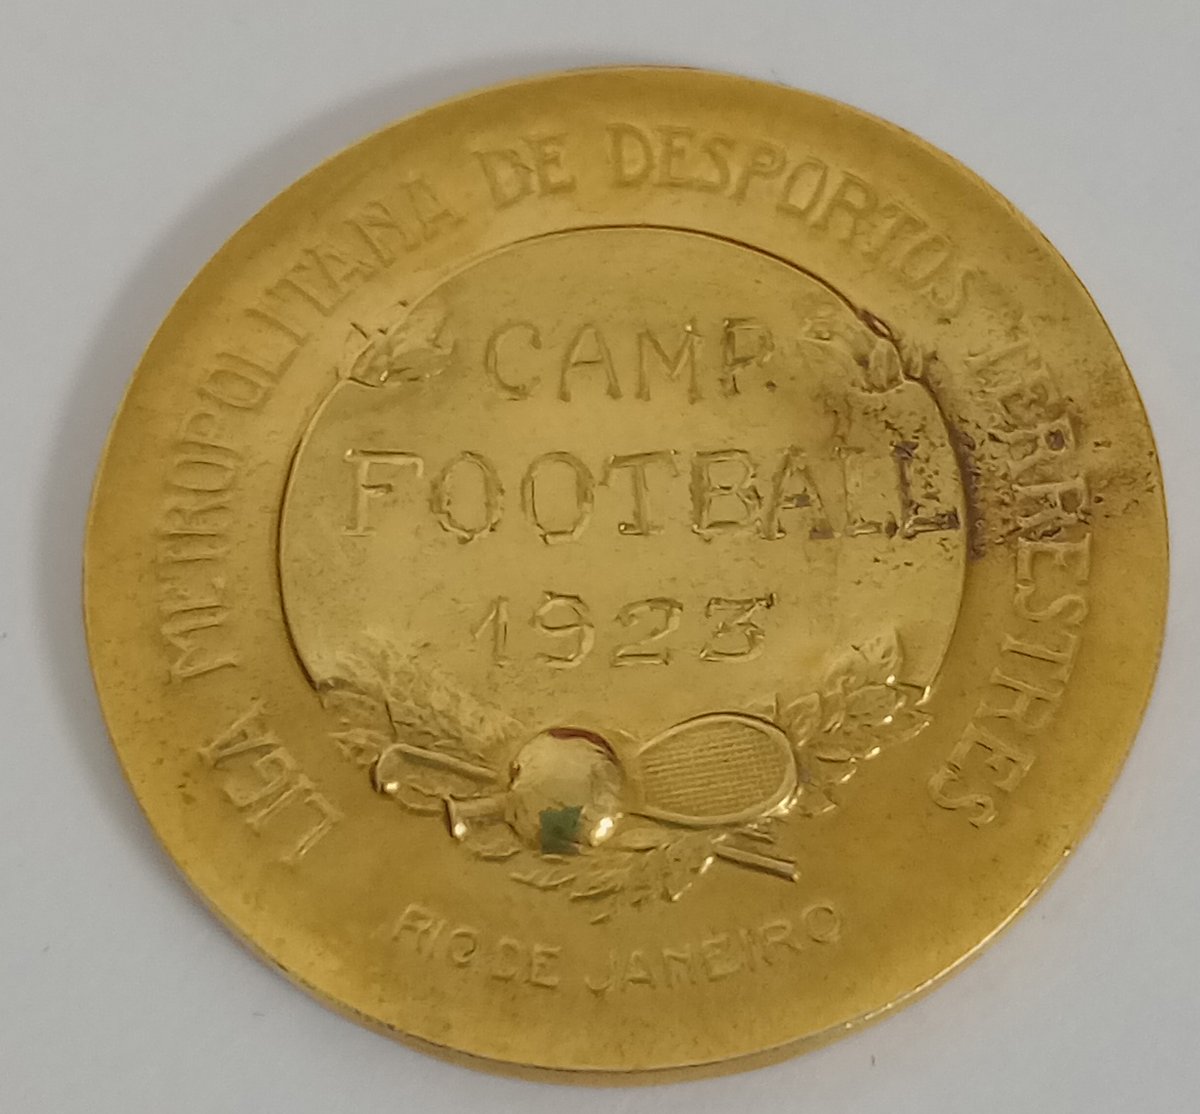 LIGA METROPOLITANA DE DESPORTOS TERRESTRES
CAMP.
FOOTBALL
1923
RIO DE JANEIRO